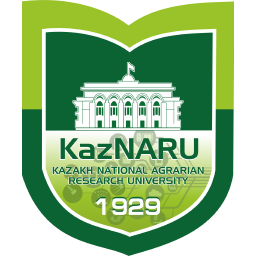 KazNARU
KAZAKH NATIONAL AGRARIAN
RESEARCH UNIVERSITY
1929